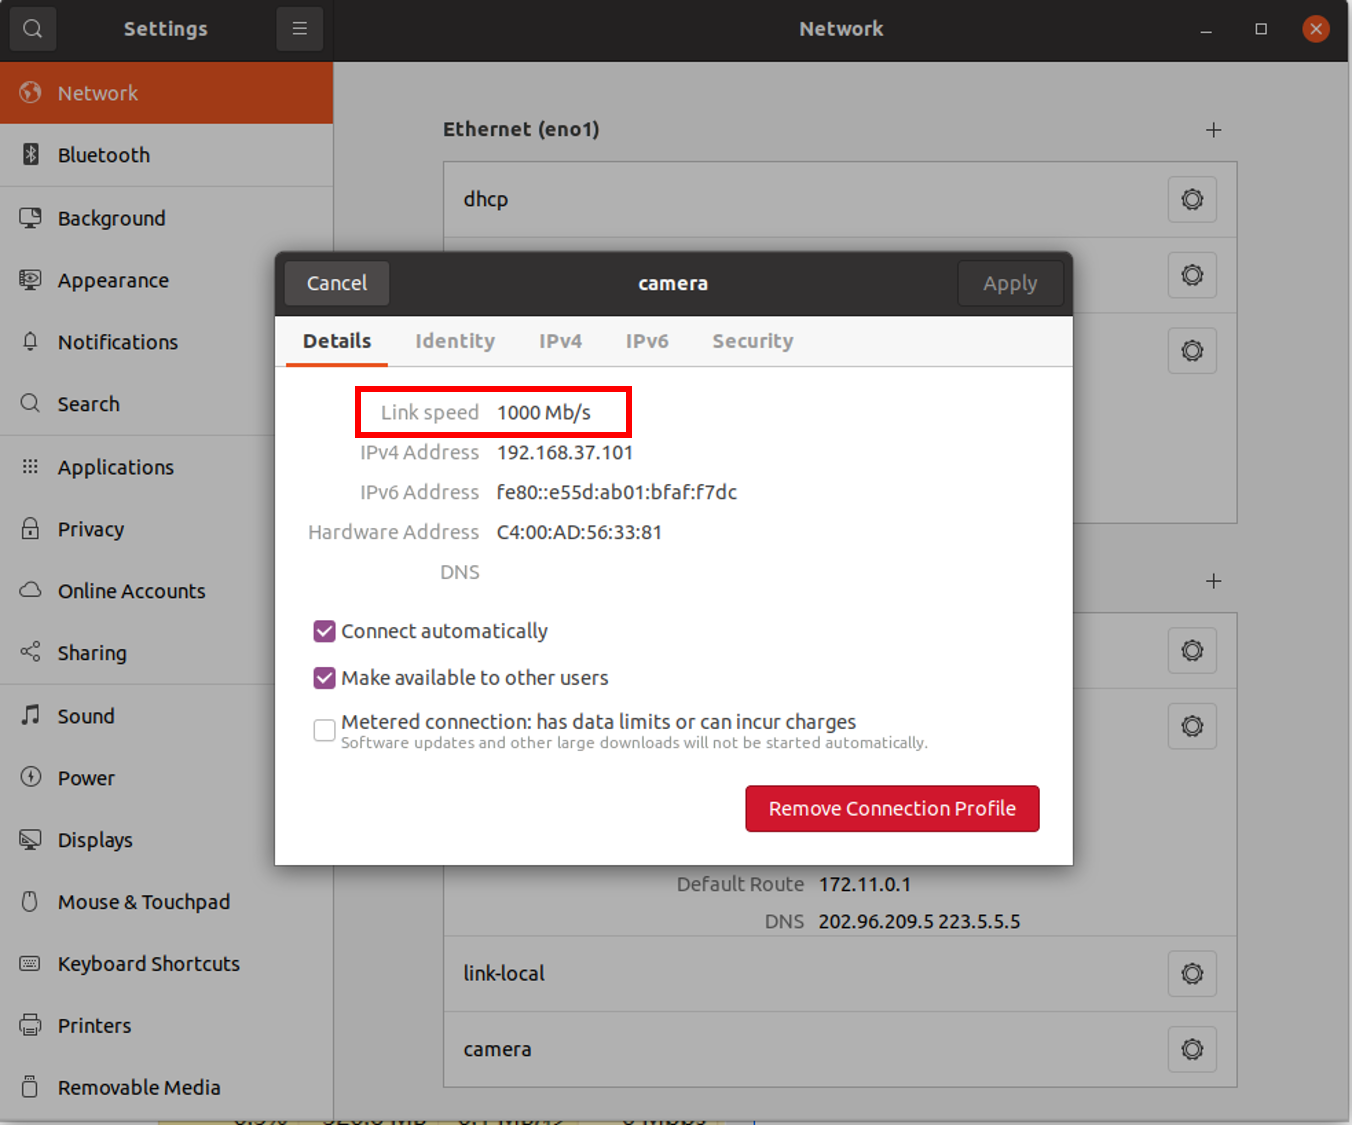 Settings
Network
Network
Bluetooth
Background
Appearance
Notifications
Search
Applications
Privacy
Online Accounts
Sharing
Sound
Power
Displays
Mouse & Touchpad
Keyboard Shortcuts
Printers
Removable Media
Ethernet (eno1)
dhcp
Cancel
camera
Apply
Details Identity IPv4 IPv6 Security
Link speed 1000 Mb/s
IPv4 Address 192.168.37.101
IPv6 Address fe80::e55d:ab01:bfaf:f7dc
Hardware Address C4:00:AD:56:33:81
DNS
Connect automatically
Make available to other users
Metered connection: has data limits or can incur charges
Software updates and other large downloads will not be started automatically.
Remove Connection Profile
Default Route 172.11.0.1
DNS 202.96.209.5 223.5.5.5
link-local
camera